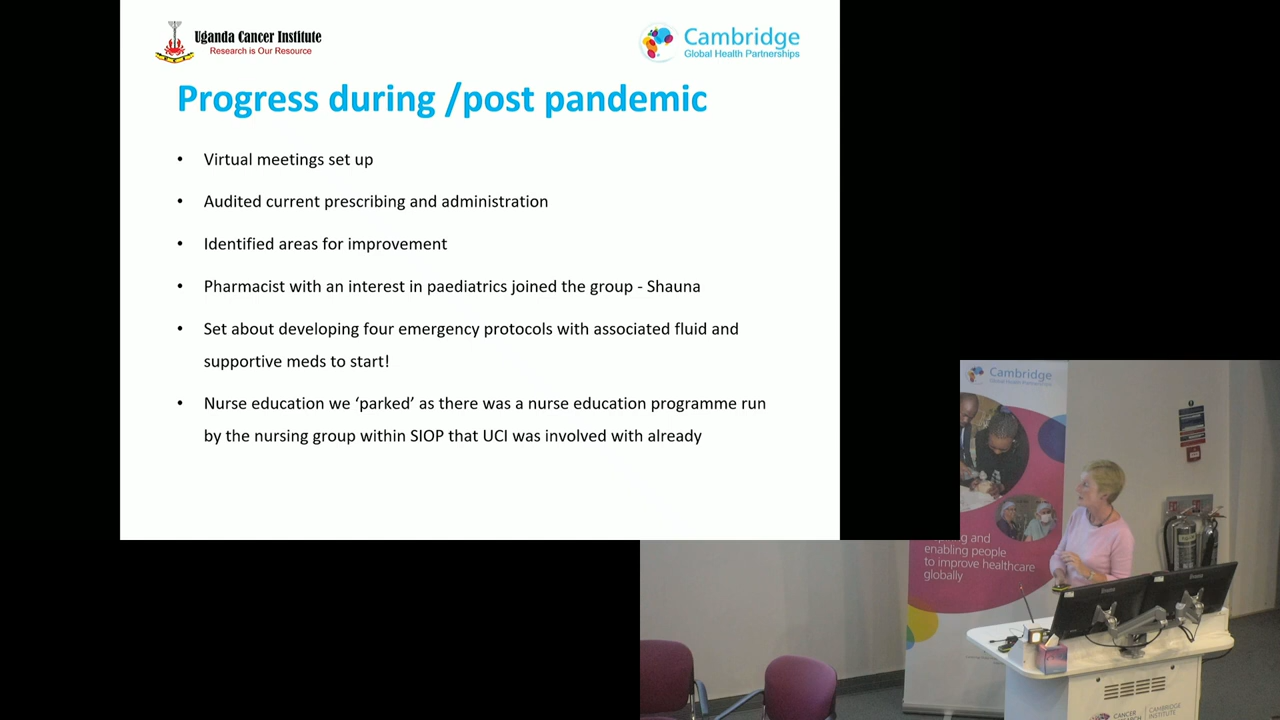 Uganda Cancer Institute
Research is Our Resource
Cambridge
Global Health Partnerships
Progress during /post pandemic
• Virtual meetings set up
• Audited current prescribing and administration
• Identified areas for improvement
• Pharmacist with an interest in paediatrics joined the group - Shauna
• Set about developing four emergency protocols with associated fluid and
supportive meds to start!
• Nurse education we ‘parked’ as there was a nurse education programme run
by the nursing group within SIOP that UCI was involved with already
Cambridge
Global Health Partnerships
and
enabling people
to improve healthcare
globally
CANCER
CAMBRIDGE
INSTITUTE